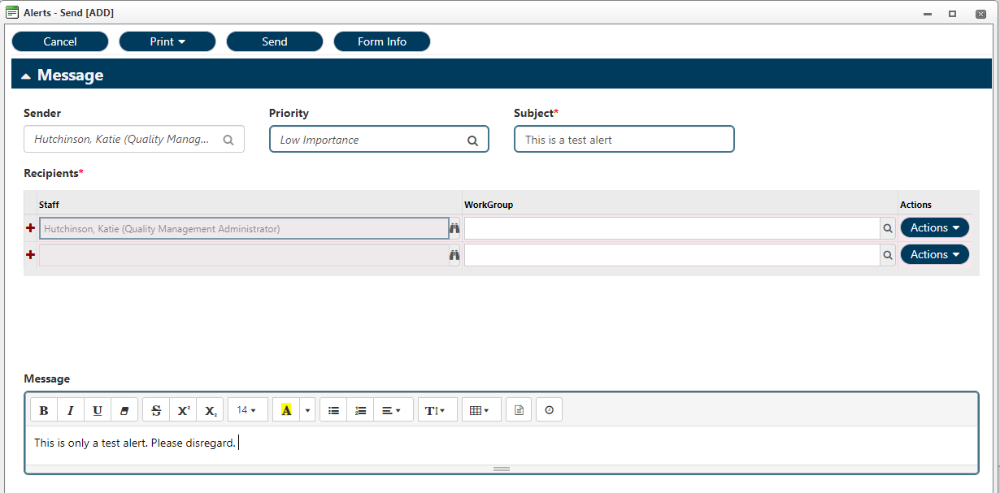 Alerts - Send [ADD]
Cancel Print Send Form Info
Message
Sender Priority Subject*
Hutchinson, Katie (Quality Manag... Low Importance This is a test alert
Recipients*
Staff WorkGroup Actions
Hutchinson, Katie (Quality Management Administrator) Actions
Actions
Message
B I U S X² X₂ 14 A T
This is only a test alert. Please disregard.